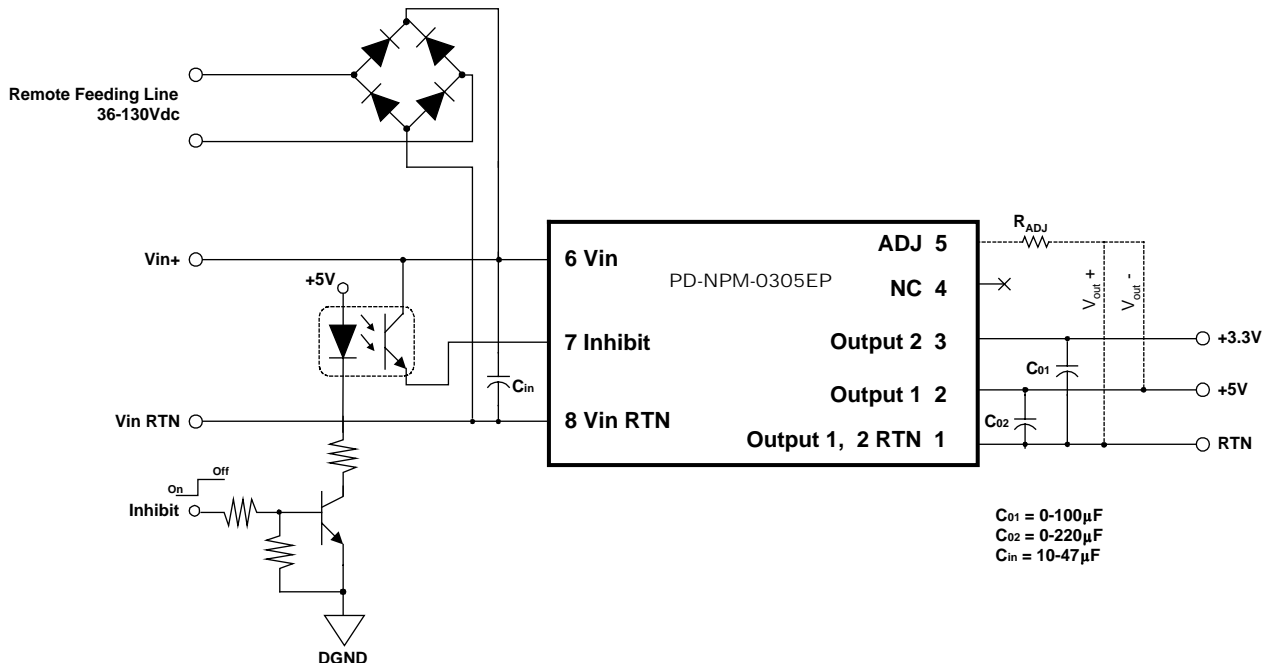 Remote Feeding Line
36-130Vdc
Vin+
+5V
Vin RTN
On
Off
Inhibit
DGND
Cin
6 Vin
7 Inhibit
8 Vin RTN
PD-NPM-0305EP
ADJ 5
NC 4
Output 2 3
Output 1 2
Output 1, 2 RTN 1
RADJ
Vout +
Vout -
C01
C02
+3.3V
+5V
RTN
C01 = 0-100μF
C02 = 0-220μF
Cin = 10-47μF